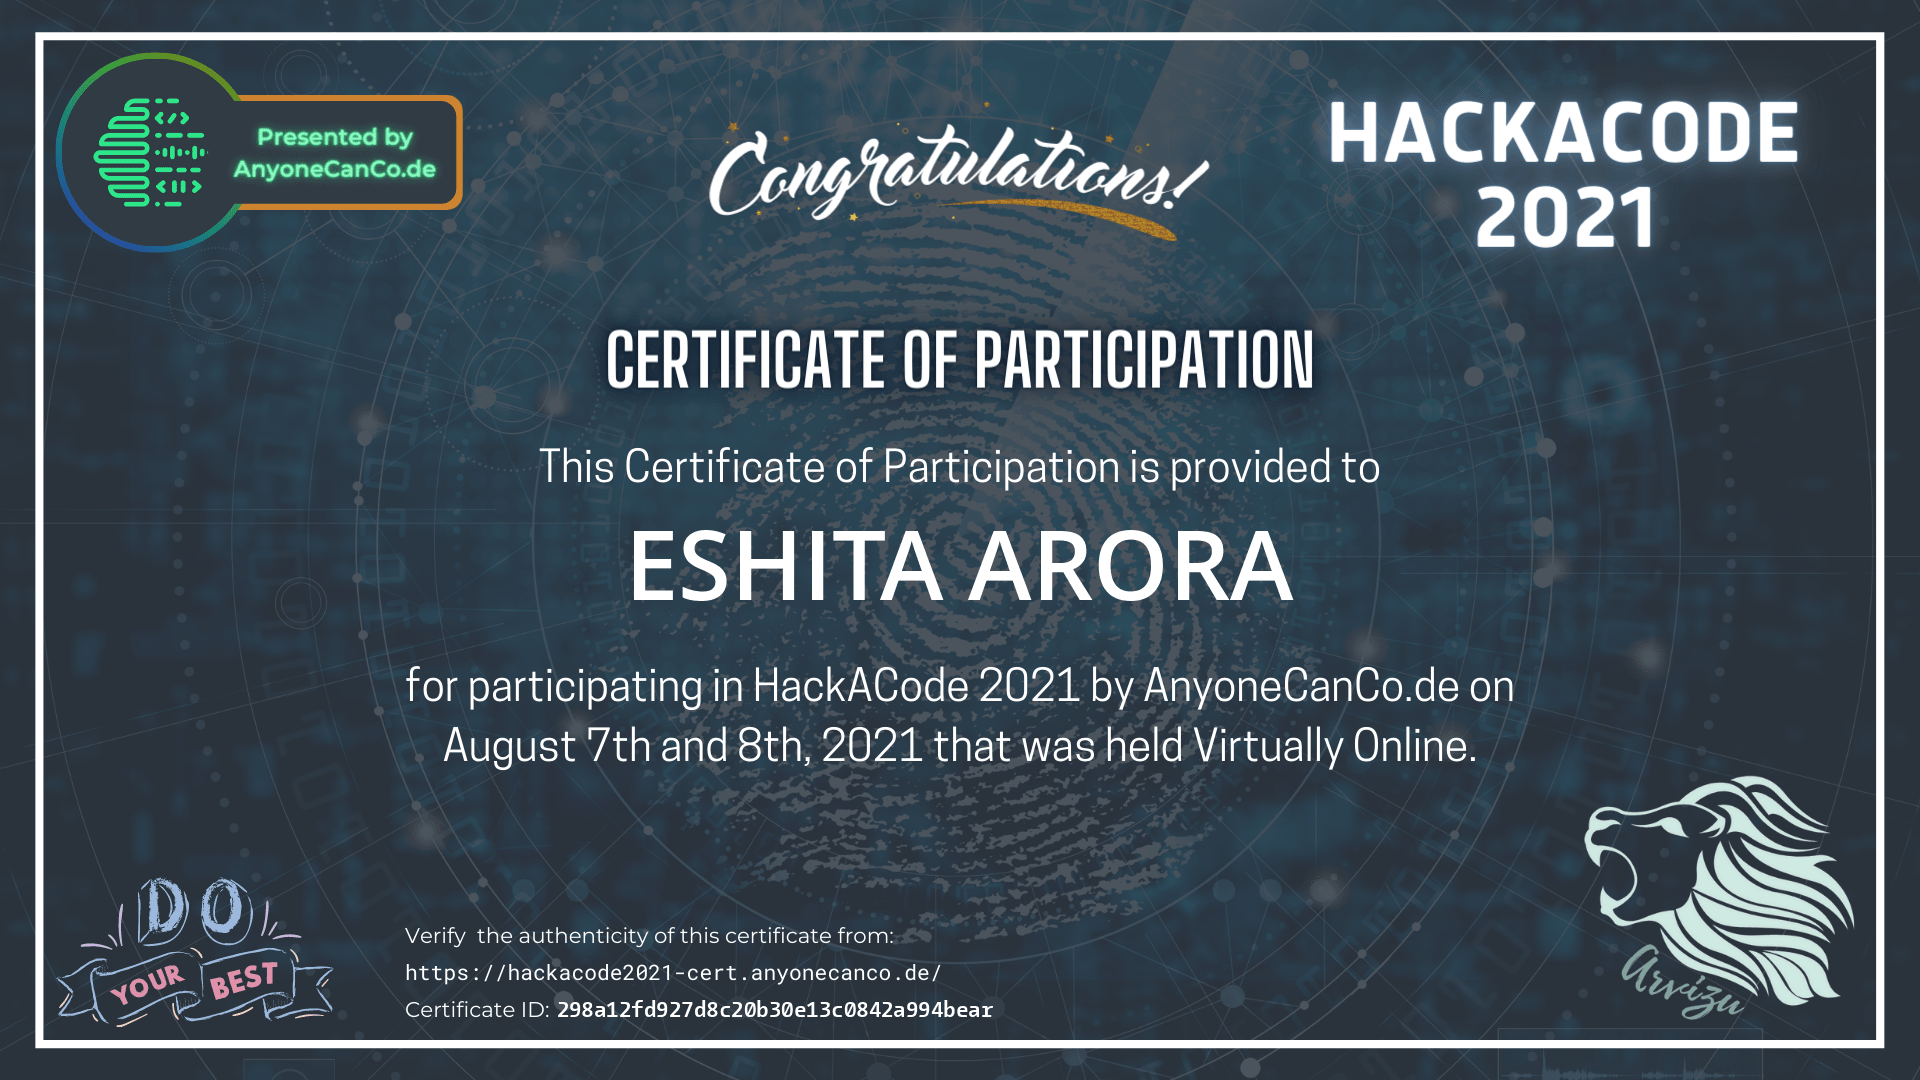 Presented by
AnyoneCanCo.de
Congratulations!
HACKACODE
2021
CERTIFICATE OF PARTICIPATION
This Certificate of Participation is provided to
ESHITA ARORA
for participating in HackACode 2021 by AnyoneCanCo.de on
August 7th and 8th, 2021 that was held Virtually Online.
DO
YOUR BEST
Verify  the authenticity of this certificate from:
https://hackacode2021-cert.anyonecanco.de/
Certificate ID: 298a12fd927d8c20b30e13c0842a994bear
Arvizu